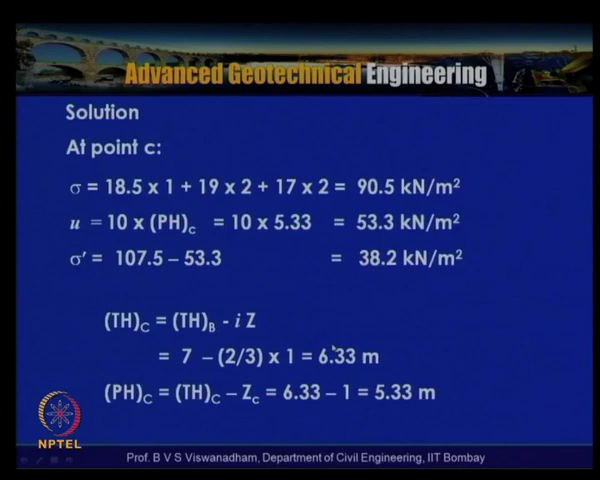 Advanced Geotechnical Engineering
Solution
At point c:
σ = 18.5 x 1 + 19 x 2 + 17 x 2 = 90.5 kN/m²
u = 10 x (PH)c = 10 x 5.33 = 53.3 kN/m²
σ′ = 107.5 – 53.3 = 38.2 kN/m²
(TH)C = (TH)B - i Z
= 7 – (2/3) x 1 = 6.33 m
(PH)C = (TH)C – Zc = 6.33 – 1 = 5.33 m
NPTEL
Prof. B V S Viswanadham, Department of Civil Engineering, IIT Bombay